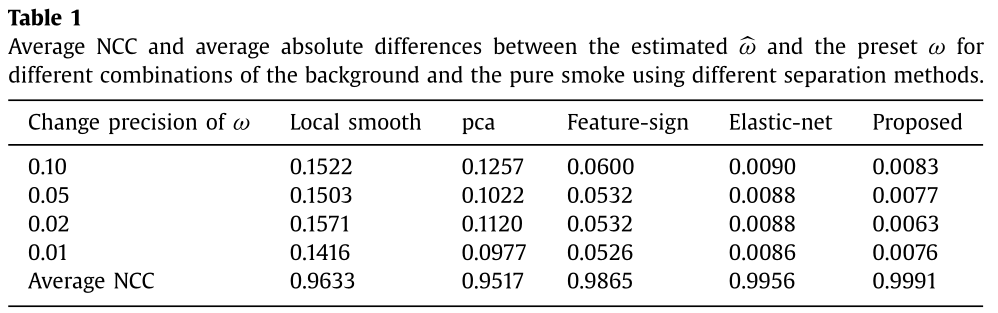 Table 1
Average NCC and average absolute differences between the estimated ω̂ and the preset ω for
different combinations of the background and the pure smoke using different separation methods.
Change precision of ω Local smooth pca Feature-sign Elastic-net Proposed
0.10 0.1522 0.1257 0.0600 0.0090 0.0083
0.05 0.1503 0.1022 0.0532 0.0088 0.0077
0.02 0.1571 0.1120 0.0532 0.0088 0.0063
0.01 0.1416 0.0977 0.0526 0.0086 0.0076
Average NCC 0.9633 0.9517 0.9865 0.9956 0.9991